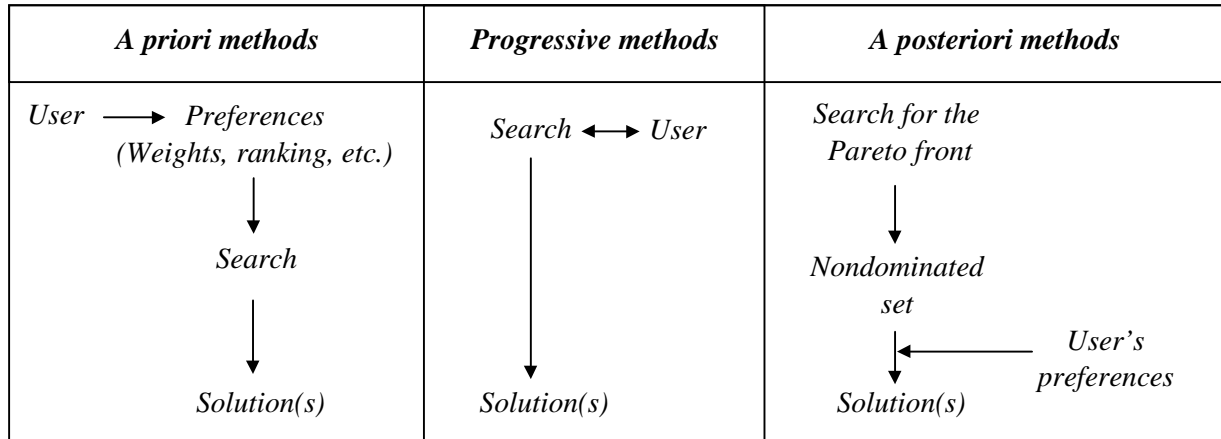 A priori methods
Progressive methods
A posteriori methods
User
Preferences
(Weights, ranking, etc.)
Search
Solution(s)
Search
User
Solution(s)
Search for the
Pareto front
Nondominated
set
User's
preferences
Solution(s)